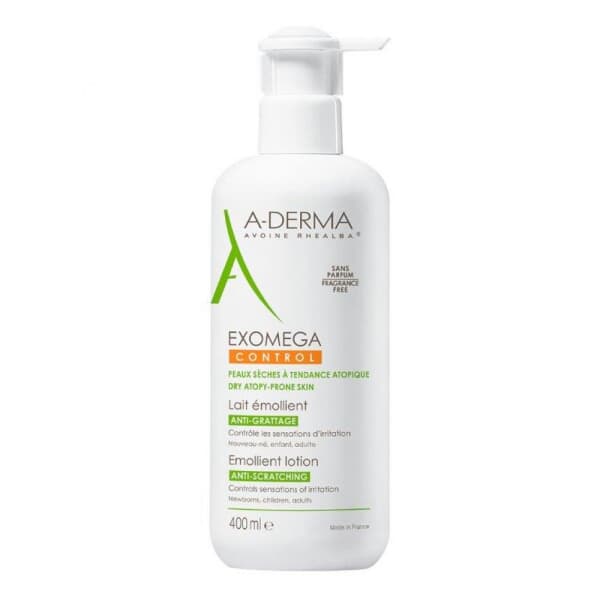 A-DERMA
AVOINE RHEALBA®
SANS
PARFUM
FRAGRANCE
FREE
EXOMEGA
CONTROL
PEAUX SÈCHES À TENDANCE ATOPIQUE
DRY ATOPY-PRONE SKIN
Lait émollient
ANTI-GRATTAGE
Contrôle les sensations d'irritation
Nouveau-né, enfant, adulte
Emollient lotion
ANTI-SCRATCHING
Controls sensations of irritation
Newborns, children, adults
400 ml e
Made in France